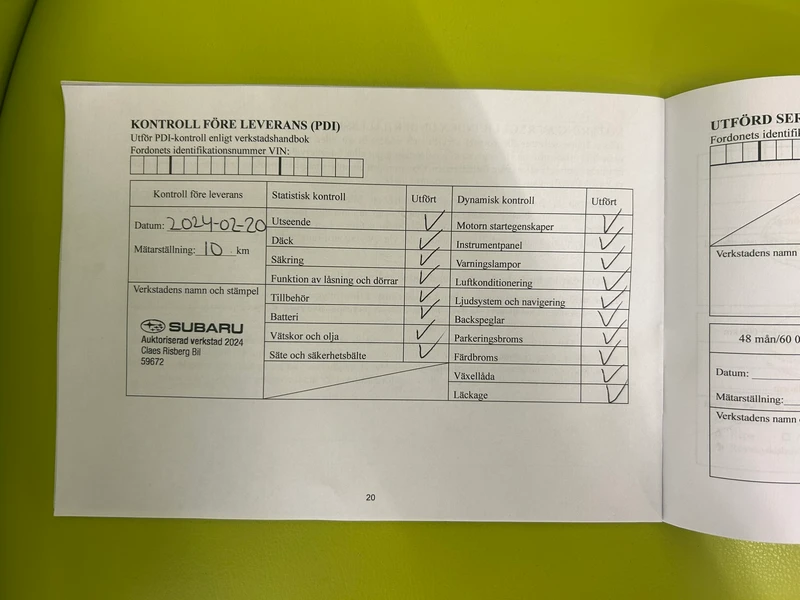 KONTROLL FÖRE LEVERANS (PDI)
Utför PDI-kontroll enligt verkstadshandbok
Fordonets identifikationsnummer VIN:
Kontroll före leverans
Statistisk kontroll
Utfört
Dynamisk kontroll
Utfört
Datum: 2024-02-20
Mätarställning: 10 km
Verkstadens namn och stämpel
SUBARU
Auktoriserad verkstad 2024
Claes Risberg Bil
59672
Utseende
Däck
Säkring
Funktion av låsning och dörrar
Tillbehör
Batteri
Vätskor och olja
Säte och säkerhetsbälte
Motorn startegenskaper
Instrumentpanel
Varningslampor
Luftkonditionering
Ljudsystem och navigering
Backspeglar
Parkeringsbroms
Färdbroms
Växellåda
Läckage
20
UTFÖRD SER
Fordonets identifik
Verkstadens namn
48 mån/60 0
Datum:
Mätarställning:
Verkstadens namn